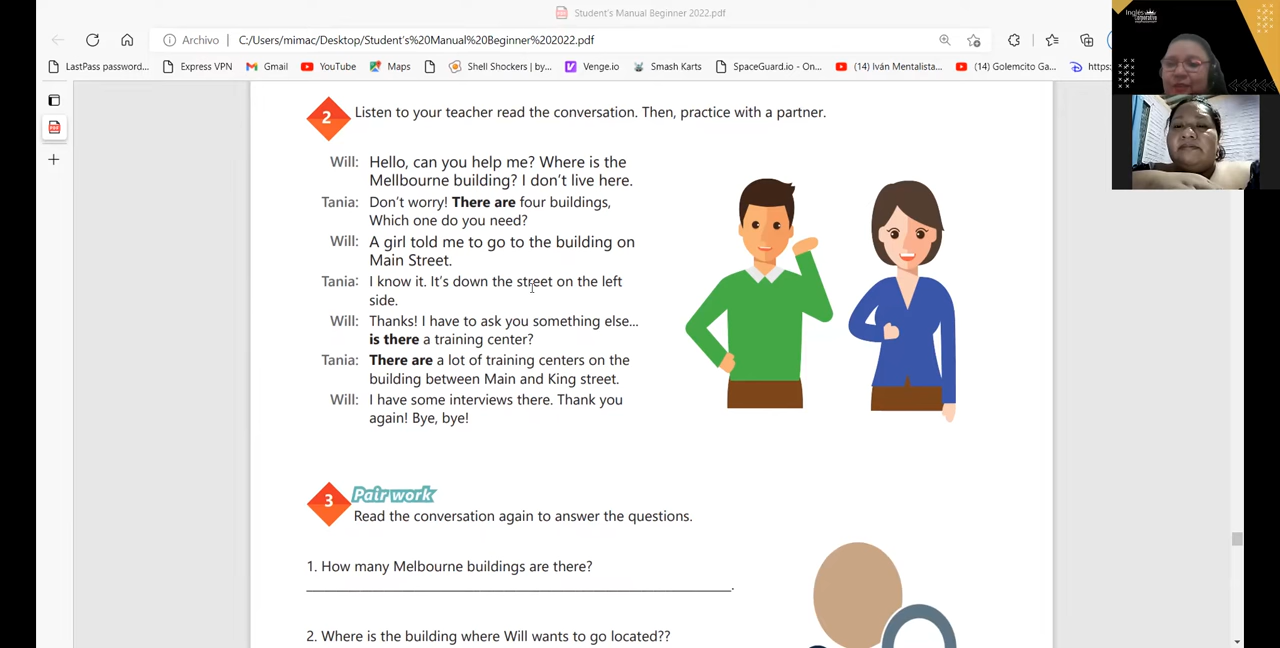 Student's Manual Beginner 2022.pdf
Archivo
C:/Users/mimac/Desktop/Student's%20Manual%20Beginner%202022.pdf
LastPass password...
Express VPN
Gmail
YouTube
Maps
Shell Shockers | by...
Venge.io
Smash Karts
SpaceGuard.io - On...
(14) Iván Mentalista...
(14) Golemcito Ga...
https:
Inglés
Corporativo
2 Listen to your teacher read the conversation. Then, practice with a partner.
Will: Hello, can you help me? Where is the
Mellbourne building? I don't live here.
Tania: Don't worry! There are four buildings,
Which one do you need?
Will: A girl told me to go to the building on
Main Street.
Tania: I know it. It's down the street on the left
side.
Will: Thanks! I have to ask you something else...
is there a training center?
Tania: There are a lot of training centers on the
building between Main and King street.
Will: I have some interviews there. Thank you
again! Bye, bye!
3 Pair work
Read the conversation again to answer the questions.
1. How many Melbourne buildings are there?
2. Where is the building where Will wants to go located??